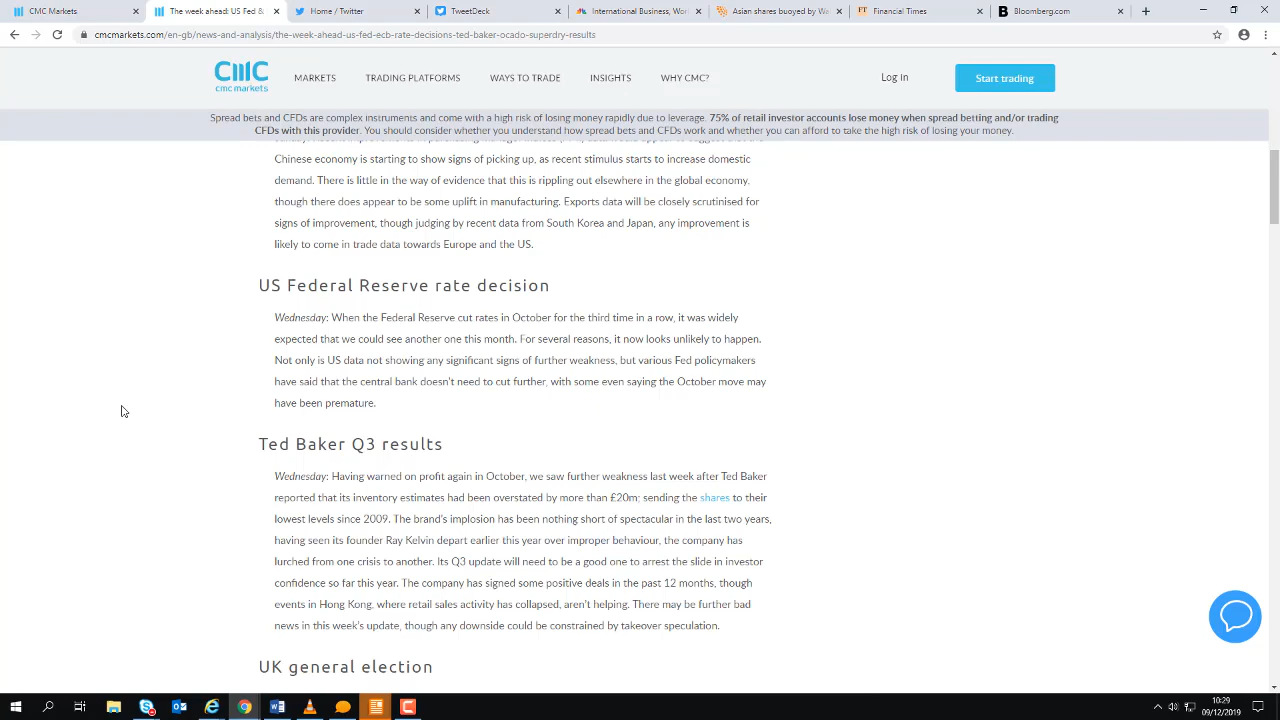 CMC Markets
The week ahead: US Fed &
Home / Twitter
TweetDeck
International Business, Wor
Asian shares buoyed by Wa
FT Financial Times
B Bloomberg.com
cmcmarkets.com/en-gb/news-and-analysis/the-week-ahead-us-fed-ecb-rate-decisions-ted-baker-ocado-superdry-results
cmc markets
MARKETS TRADING PLATFORMS WAYS TO TRADE INSIGHTS WHY CMC? Log in Start trading
Spread bets and CFDs are complex instruments and come with a high risk of losing money rapidly due to leverage. 75% of retail investor accounts lose money when spread betting and/or trading
CFDs with this provider. You should consider whether you understand how spread bets and CFDs work and whether you can afford to take the high risk of losing your money.
Chinese economy is starting to show signs of picking up, as recent stimulus starts to increase domestic
demand. There is little in the way of evidence that this is rippling out elsewhere in the global economy,
though there does appear to be some uplift in manufacturing. Exports data will be closely scrutinised for
signs of improvement, though judging by recent data from South Korea and Japan, any improvement is
likely to come in trade data towards Europe and the US.
US Federal Reserve rate decision
Wednesday: When the Federal Reserve cut rates in October for the third time in a row, it was widely
expected that we could see another one this month. For several reasons, it now looks unlikely to happen.
Not only is US data not showing any significant signs of further weakness, but various Fed policymakers
have said that the central bank doesn't need to cut further, with some even saying the October move may
have been premature.
Ted Baker Q3 results
Wednesday: Having warned on profit again in October, we saw further weakness last week after Ted Baker
reported that its inventory estimates had been overstated by more than £20m; sending the shares to their
lowest levels since 2009. The brand's implosion has been nothing short of spectacular in the last two years,
having seen its founder Ray Kelvin depart earlier this year over improper behaviour, the company has
lurched from one crisis to another. Its Q3 update will need to be a good one to arrest the slide in investor
confidence so far this year. The company has signed some positive deals in the past 12 months, though
events in Hong Kong, where retail sales activity has collapsed, aren't helping. There may be further bad
news in this week's update, though any downside could be constrained by takeover speculation.
UK general election
10:29
09/12/2019